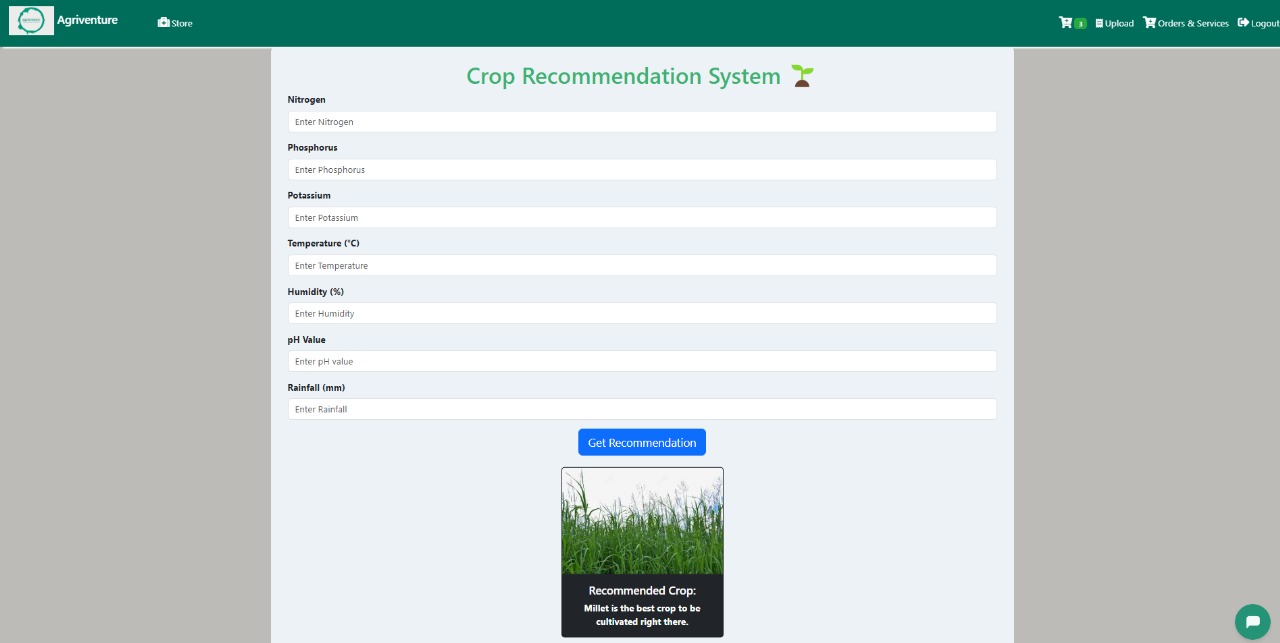 Agriventure
Store
3
Upload
Orders & Services
Logout
Crop Recommendation System
Nitrogen
Enter Nitrogen
Phosphorus
Enter Phosphorus
Potassium
Enter Potassium
Temperature (°C)
Enter Temperature
Humidity (%)
Enter Humidity
pH Value
Enter pH value
Rainfall (mm)
Enter Rainfall
Get Recommendation
Recommended Crop:
Millet is the best crop to be
cultivated right there.